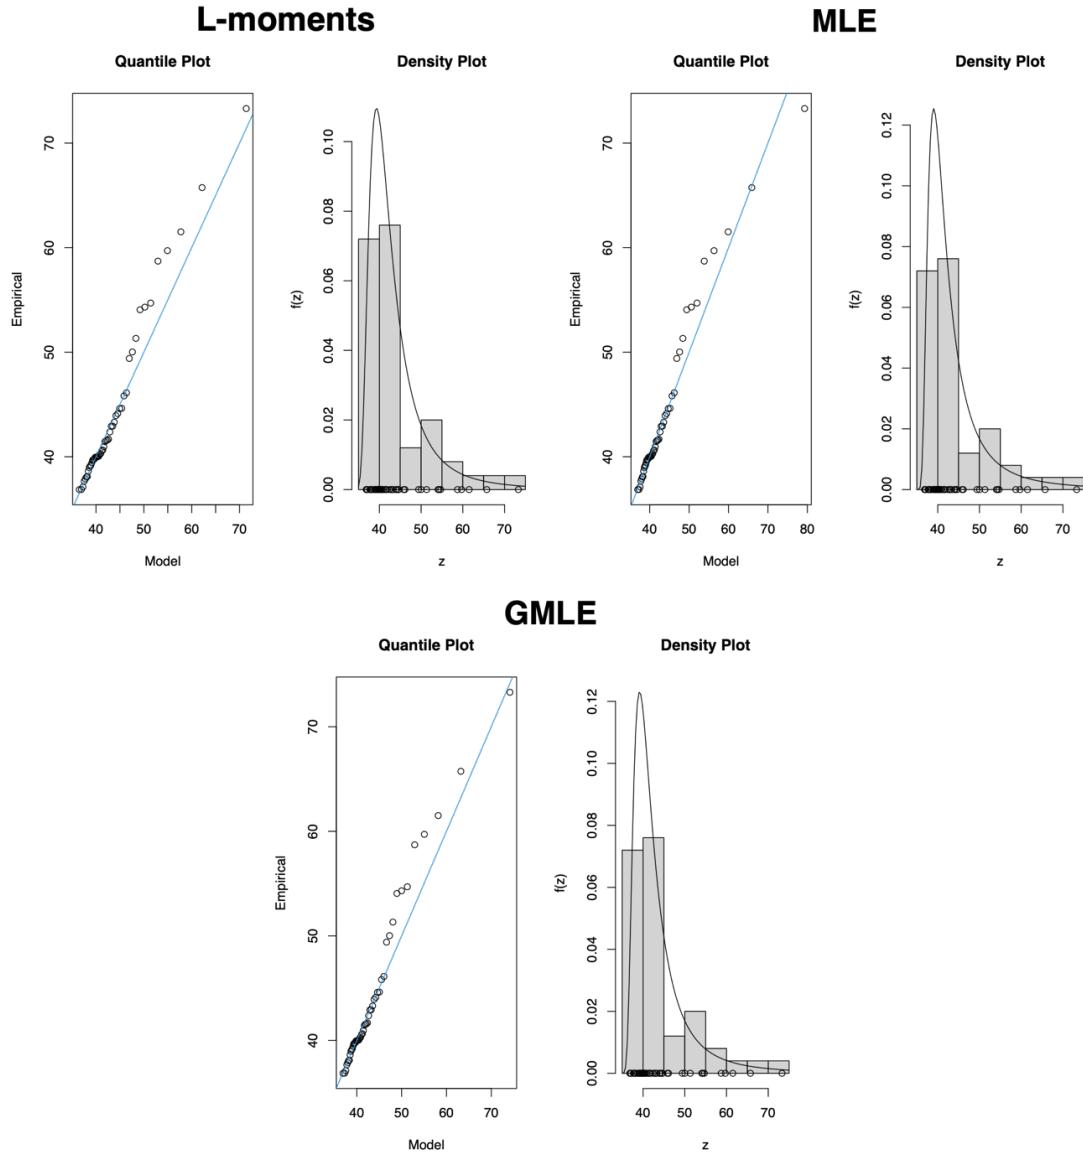 L-moments
Quantile Plot
Empirical
70
60
50
40
40 50 60 70
Model
Density Plot
f(z)
0.10
0.08
0.06
0.04
0.02
0.00
40 50 60 70
z
MLE
Quantile Plot
Empirical
70
60
50
40
40 50 60 70 80
Model
Density Plot
f(z)
0.12
0.10
0.08
0.06
0.04
0.02
0.00
40 50 60 70
z
GMLE
Quantile Plot
Empirical
70
60
50
40
40 50 60 70
Model
Density Plot
f(z)
0.12
0.10
0.08
0.06
0.04
0.02
0.00
40 50 60 70
z